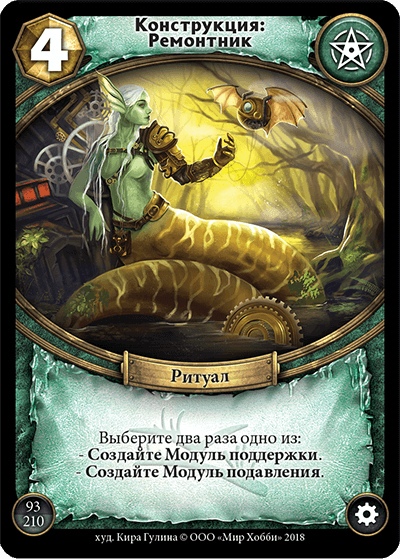 Конструкция:
Ремонтник
4
Ритуал
Выберите два раза одно из:
- Создайте Модуль поддержки.
- Создайте Модуль подавления.
93
210
худ. Кира Гулина © ООО «Мир Хобби» 2018